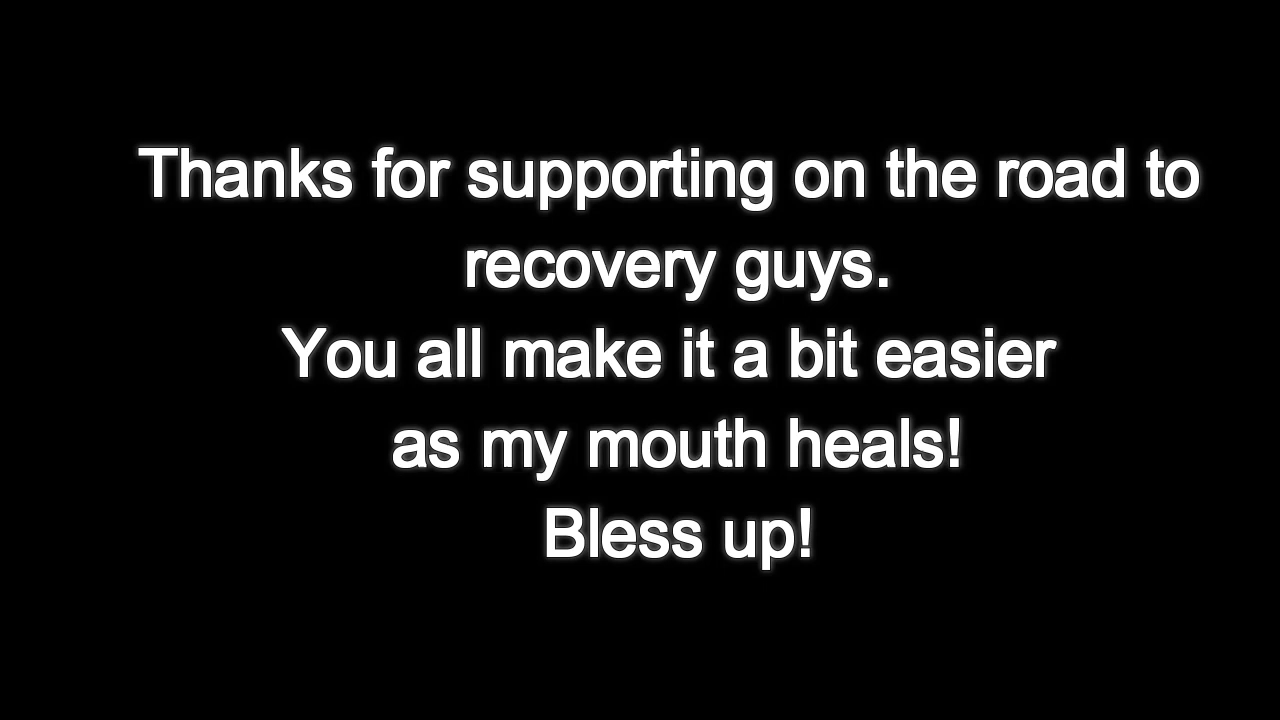 Thanks for supporting on the road to
recovery guys.
You all make it a bit easier
as my mouth heals!
Bless up!